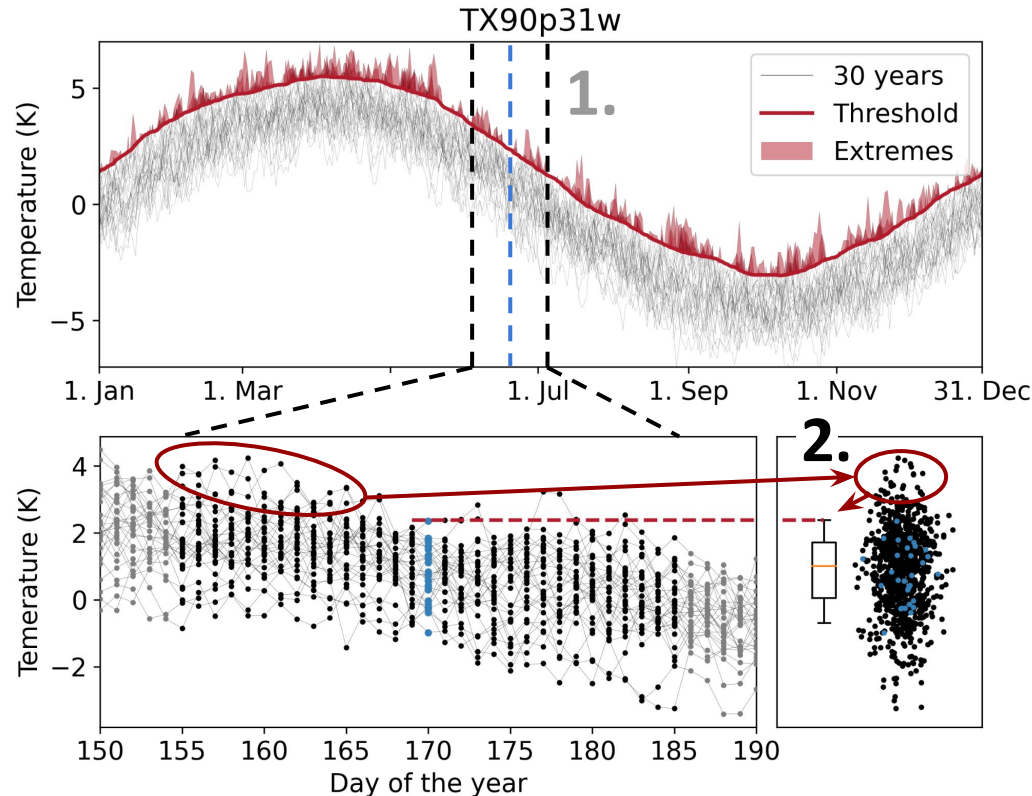 TX90p31w
Temperature (K)
5
0
−5
1.
30 years
Threshold
Extremes
1. Jan
1. Mar
1. Jul
1. Sep
1. Nov
31. Dec
2.
Temerature (K)
4
2
0
−2
150 155 160 165 170 175 180 185 190
Day of the year